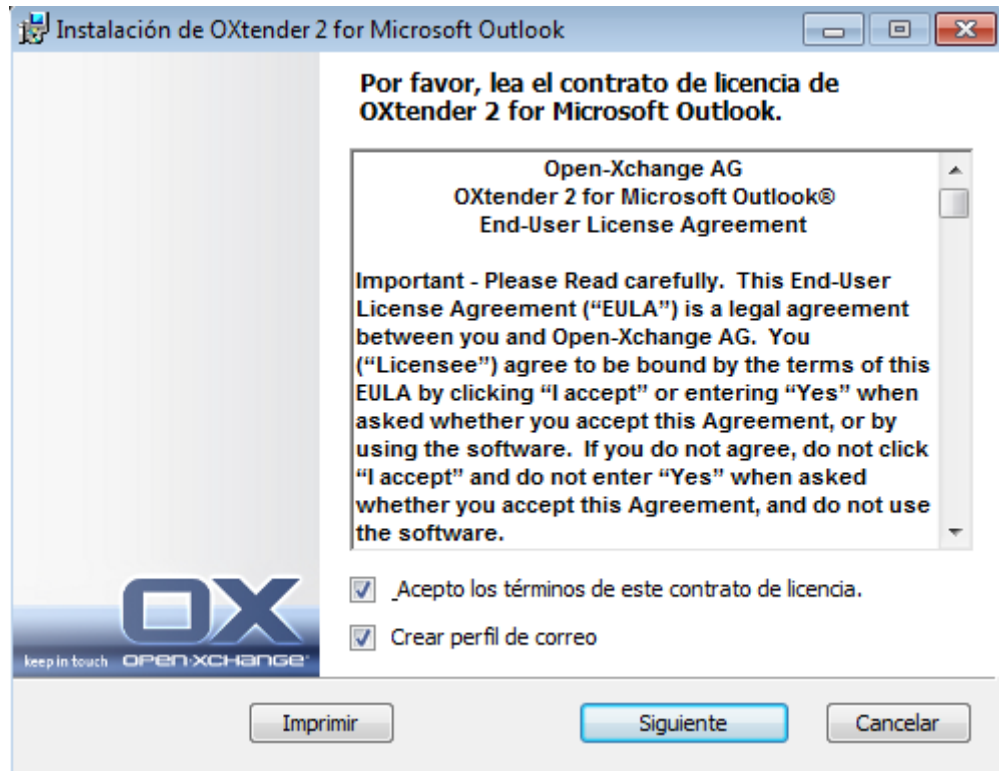 Instalación de OXtender 2 for Microsoft Outlook
Por favor, lea el contrato de licencia de
OXtender 2 for Microsoft Outlook.
Open-Xchange AG
OXtender 2 for Microsoft Outlook®
End-User License Agreement
Important - Please Read carefully.  This End-User
License Agreement (“EULA”) is a legal agreement
between you and Open-Xchange AG.  You
(“Licensee”) agree to be bound by the terms of this
EULA by clicking “I accept” or entering “Yes” when
asked whether you accept this Agreement, or by
using the software.  If you do not agree, do not click
“I accept” and do not enter “Yes” when asked
whether you accept this Agreement, and do not use
the software.
_Acepto los términos de este contrato de licencia.
Crear perfil de correo
OX
keep in touch OPEN-XCHANGE
Imprimir
Siguiente
Cancelar